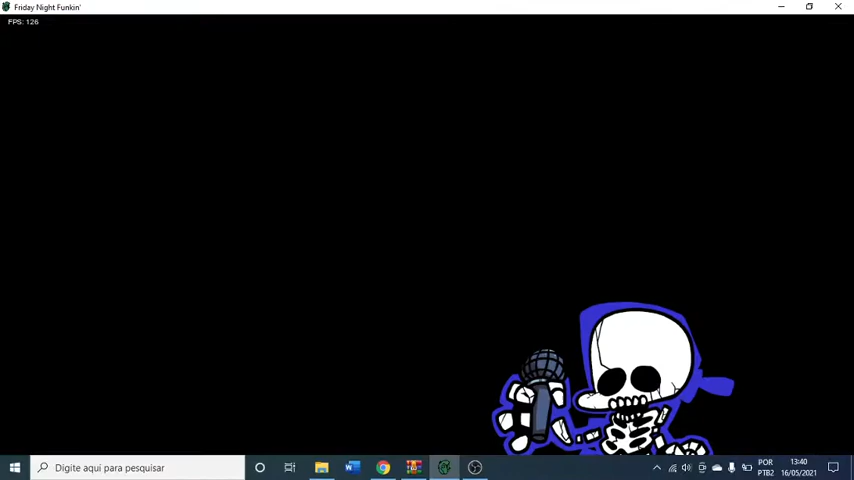 Friday Night Funkin'
FPS: 126
Digite aqui para pesquisar
POR
PTB2
13:40
16/05/2021